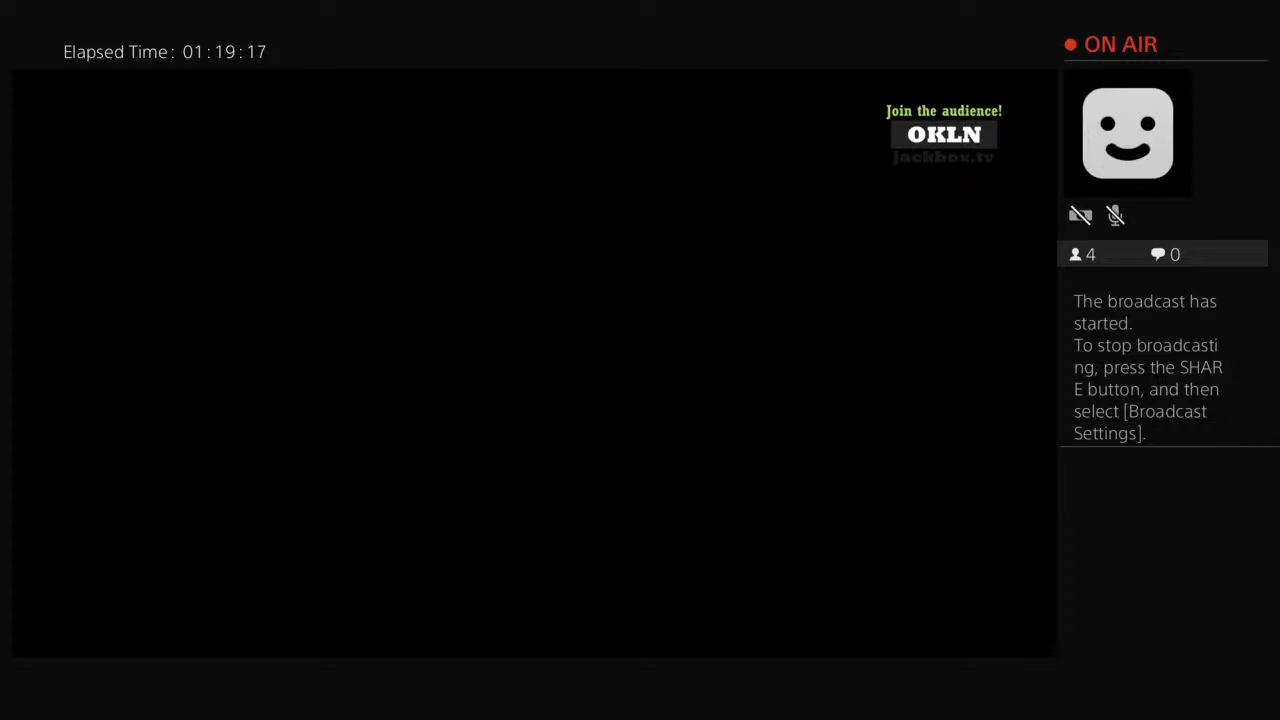 Elapsed Time: 01:19:17
ON AIR
Join the audience!
OKLN
jackbox.tv
4
0
The broadcast has
started.
To stop broadcasti
ng, press the SHAR
E button, and then
select [Broadcast
Settings].